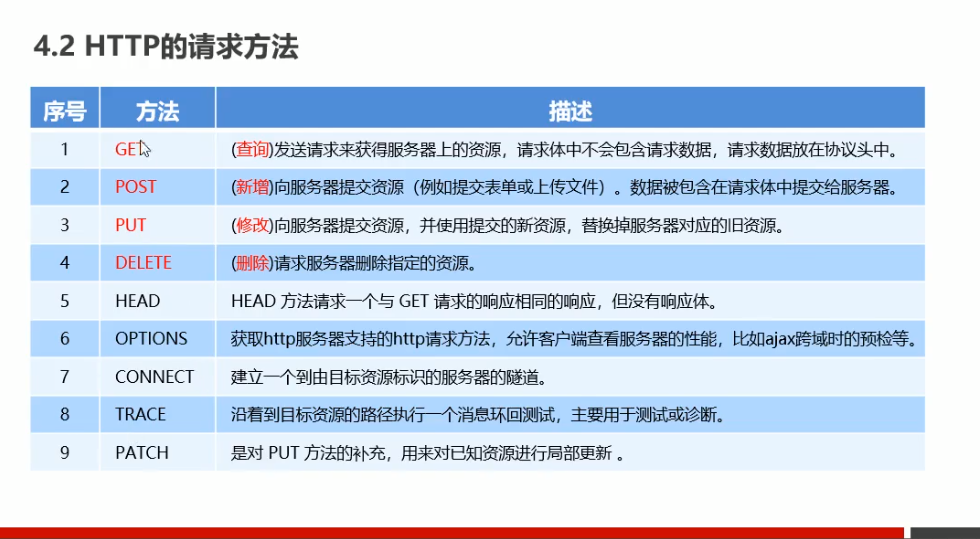 4.2 HTTP的请求方法
序号 方法 描述
1 GET (查询)发送请求来获得服务器上的资源，请求体中不会包含请求数据，请求数据放在协议头中。
2 POST (新增)向服务器提交资源（例如提交表单或上传文件）。数据被包含在请求体中提交给服务器。
3 PUT (修改)向服务器提交资源，并使用提交的新资源，替换掉服务器对应的旧资源。
4 DELETE (删除)请求服务器删除指定的资源。
5 HEAD HEAD 方法请求一个与 GET 请求的响应相同的响应，但没有响应体。
6 OPTIONS 获取http服务器支持的http请求方法，允许客户端查看服务器的性能，比如ajax跨域时的预检等。
7 CONNECT 建立一个到由目标资源标识的服务器的隧道。
8 TRACE 沿着到目标资源的路径执行一个消息环回测试，主要用于测试或诊断。
9 PATCH 是对 PUT 方法的补充，用来对已知资源进行局部更新 。